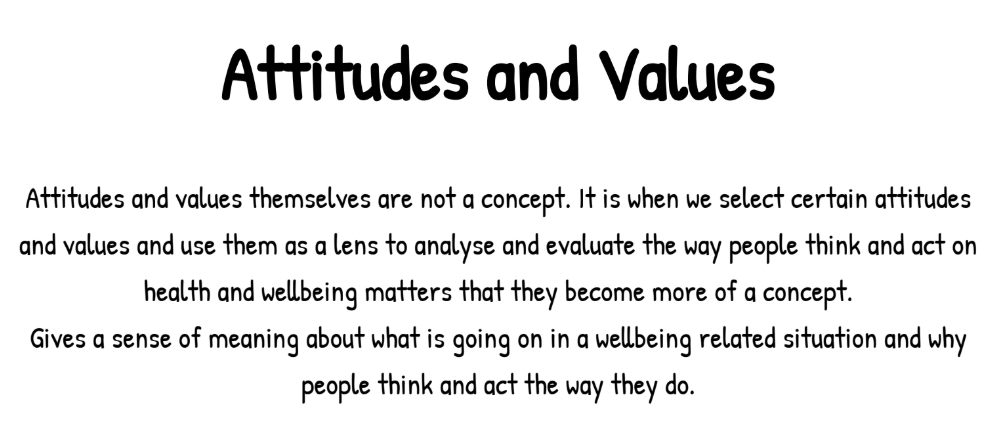 Attitudes and Values
Attitudes and values themselves are not a concept. It is when we select certain attitudes
and values and use them as a lens to analyse and evaluate the way people think and act on
health and wellbeing matters that they become more of a concept.
Gives a sense of meaning about what is going on in a wellbeing related situation and why
people think and act the way they do.